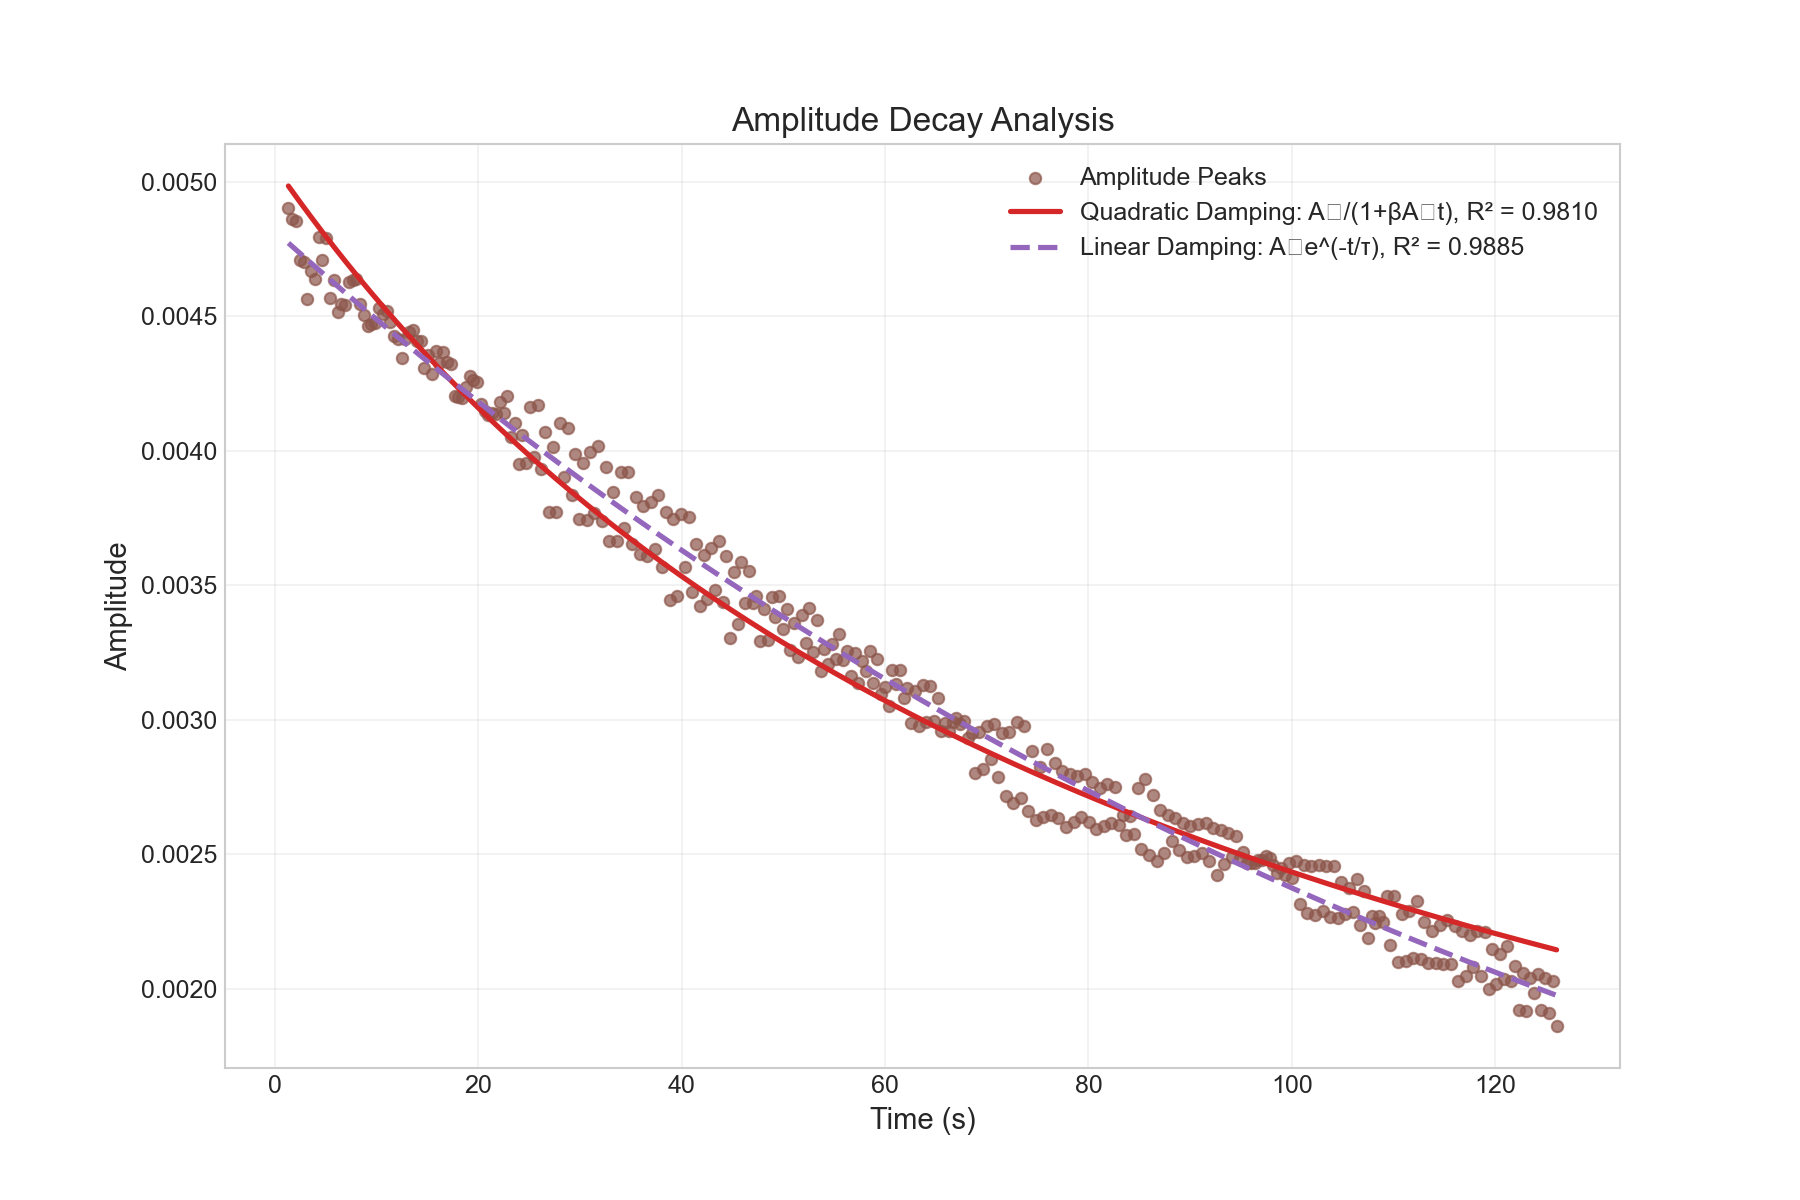 Amplitude Decay Analysis
Amplitude Peaks
Quadratic Damping: A□/(1+βA□t), R² = 0.9810
Linear Damping: A□e^(-t/τ), R² = 0.9885
0.0050
0.0045
0.0040
0.0035
0.0030
0.0025
0.0020
Amplitude
0 20 40 60 80 100 120
Time (s)